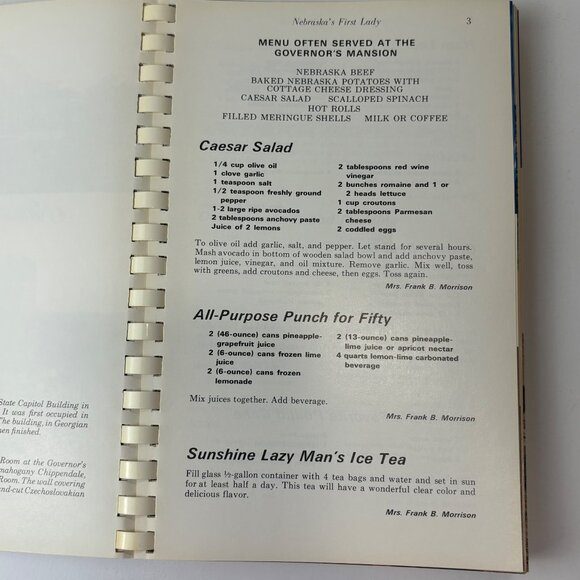 State Capitol Building in
It was first occupied in
The building, in Georgian
en finished.
Room at the Governor's
mahogany Chippendale,
Room. The wall covering
nd-cut Czechoslovakian
Nebraska's First Lady 3
MENU OFTEN SERVED AT THE
GOVERNOR'S MANSION
NEBRASKA BEEF
BAKED NEBRASKA POTATOES WITH
COTTAGE CHEESE DRESSING
CAESAR SALAD SCALLOPED SPINACH
HOT ROLLS
FILLED MERINGUE SHELLS MILK OR COFFEE
Caesar Salad
1/4 cup olive oil
1 clove garlic
1 teaspoon salt
1/2 teaspoon freshly ground
pepper
1-2 large ripe avocados
2 tablespoons anchovy paste
Juice of 2 lemons
2 tablespoons red wine
vinegar
2 bunches romaine and 1 or
2 heads lettuce
1 cup croutons
2 tablespoons Parmesan
cheese
2 coddled eggs
To olive oil add garlic, salt, and pepper. Let stand for several hours.
Mash avocado in bottom of wooden salad bowl and add anchovy paste,
lemon juice, vinegar, and oil mixture. Remove garlic. Mix well, toss
with greens, add croutons and cheese, then eggs. Toss again.
Mrs. Frank B. Morrison
All-Purpose Punch for Fifty
2 (46-ounce) cans pineapple-
grapefruit juice
2 (6-ounce) cans frozen lime
juice
2 (6-ounce) cans frozen
lemonade
2 (13-ounce) cans pineapple-
lime juice or apricot nectar
4 quarts lemon-lime carbonated
beverage
Mix juices together. Add beverage.
Mrs. Frank B. Morrison
Sunshine Lazy Man's Ice Tea
Fill glass ½-gallon container with 4 tea bags and water and set in sun
for at least half a day. This tea will have a wonderful clear color and
delicious flavor.
Mrs. Frank B. Morrison